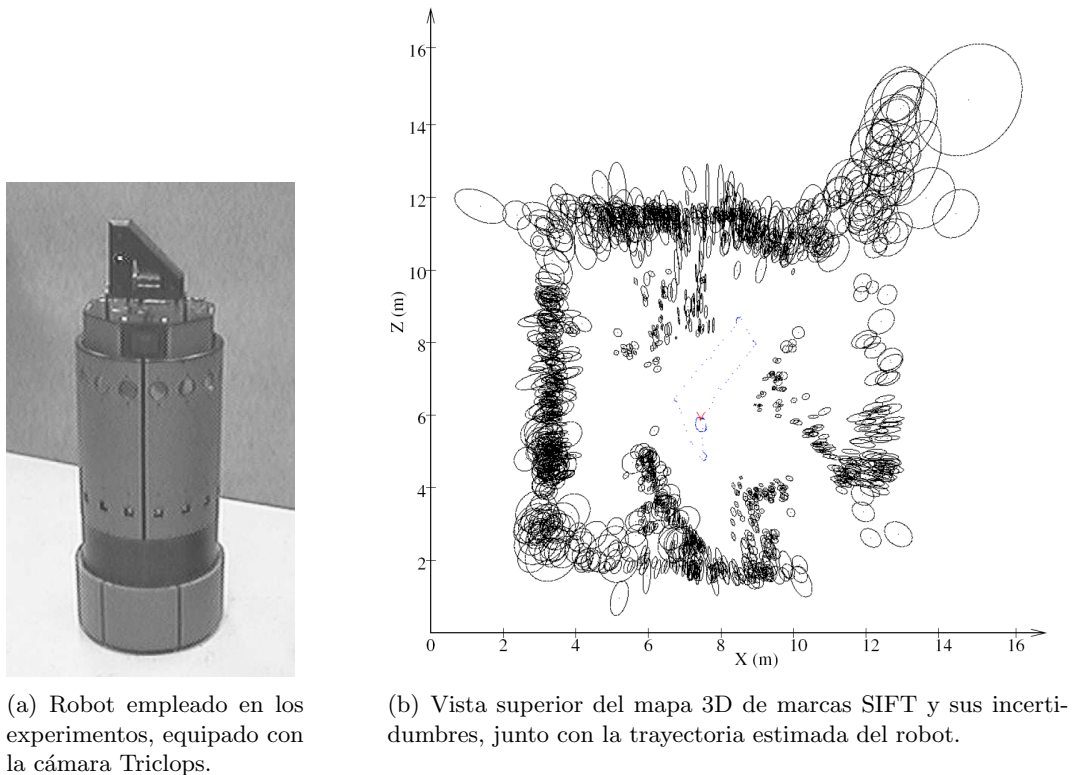 16
14
12
10
8
6
4
2
Z (m)
0 2 4 6 8 10 12 14 16
X (m)
(a) Robot empleado en los
experimentos, equipado con
la cámara Triclops.
(b) Vista superior del mapa 3D de marcas SIFT y sus incerti-
dumbres, junto con la trayectoria estimada del robot.